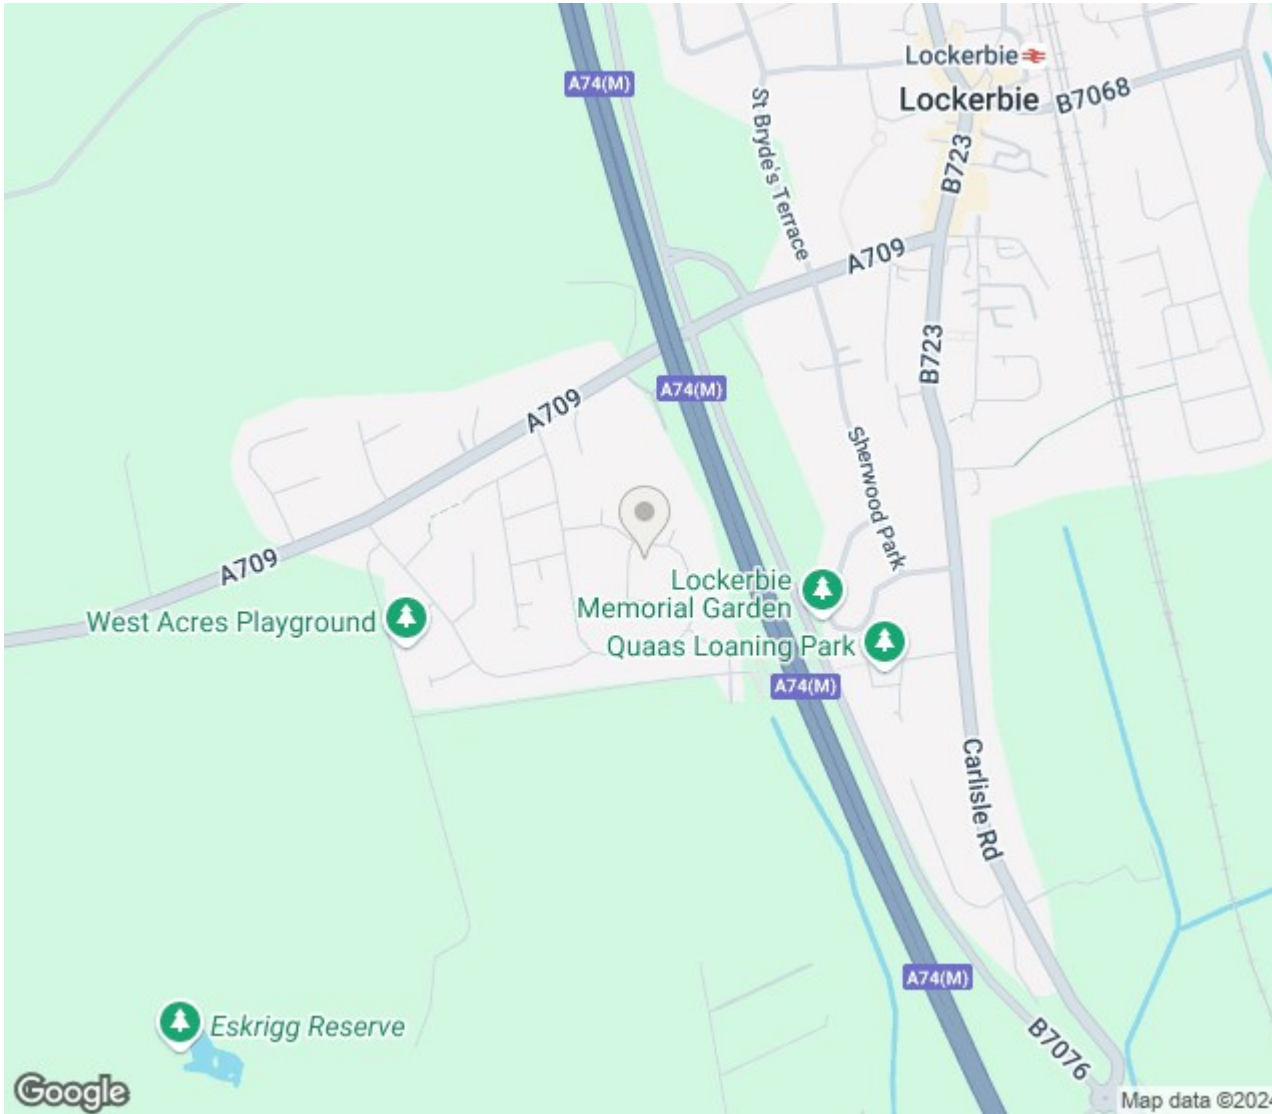 Lockerbie
A74(M)
Lockerbie
B7068
St Bryde's Terrace
B723
A709
B723
A74(M)
A709
Sherwood Park
A709
Lockerbie
Memorial Garden
West Acres Playground
Quaas Loaning Park
A74(M)
Carlisle Rd
A74(M)
Eskrigg Reserve
B7076
Google
Map data ©2024